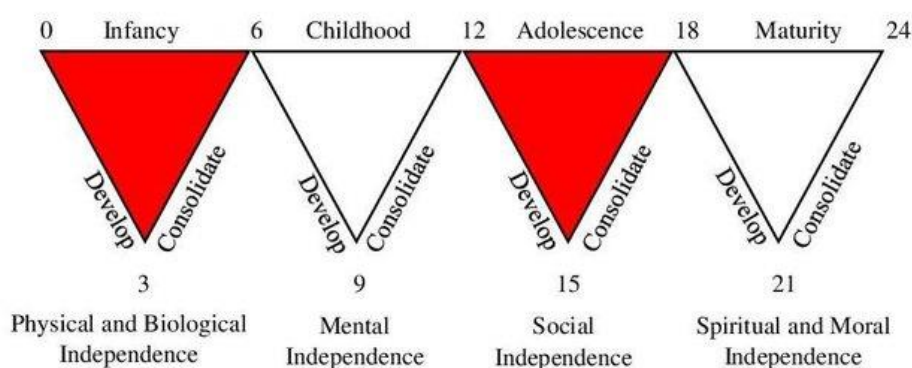 0 Infancy 6 Childhood 12 Adolescence 18 Maturity 24
Develop Consolidate Develop Consolidate Develop Consolidate Develop Consolidate
3 9 15 21
Physical and Biological Mental Social Spiritual and Moral
Independence Independence Independence Independence